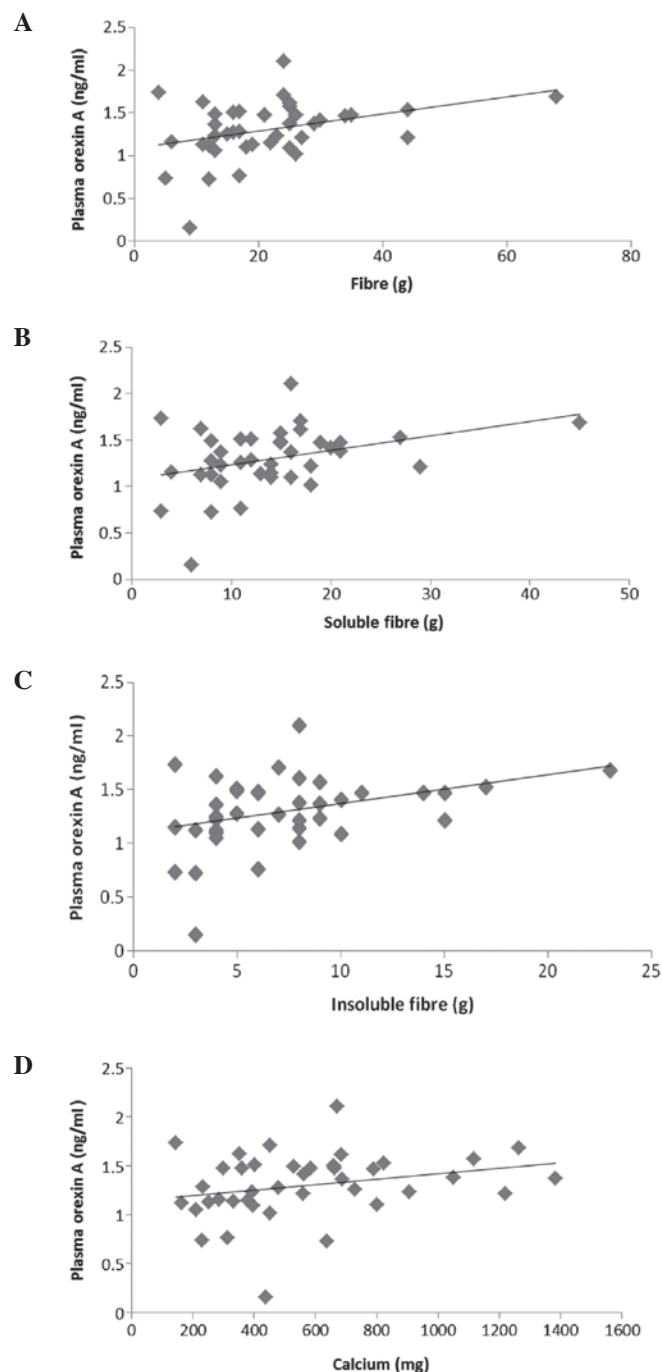 A
Plasma orexin A (ng/ml)
2.5
2
1.5
1
0.5
0
0 20 40 60 80
Fibre (g)
B
Plasma orexin A (ng/ml)
2.5
2
1.5
1
0.5
0
0 10 20 30 40 50
Soluble fibre (g)
C
Plasma orexin A (ng/ml)
2.5
2
1.5
1
0.5
0
0 5 10 15 20 25
Insoluble fibre (g)
D
Plasma orexin A (ng/ml)
2.5
2
1.5
1
0.5
0
0 200 400 600 800 1000 1200 1400 1600
Calcium (mg)